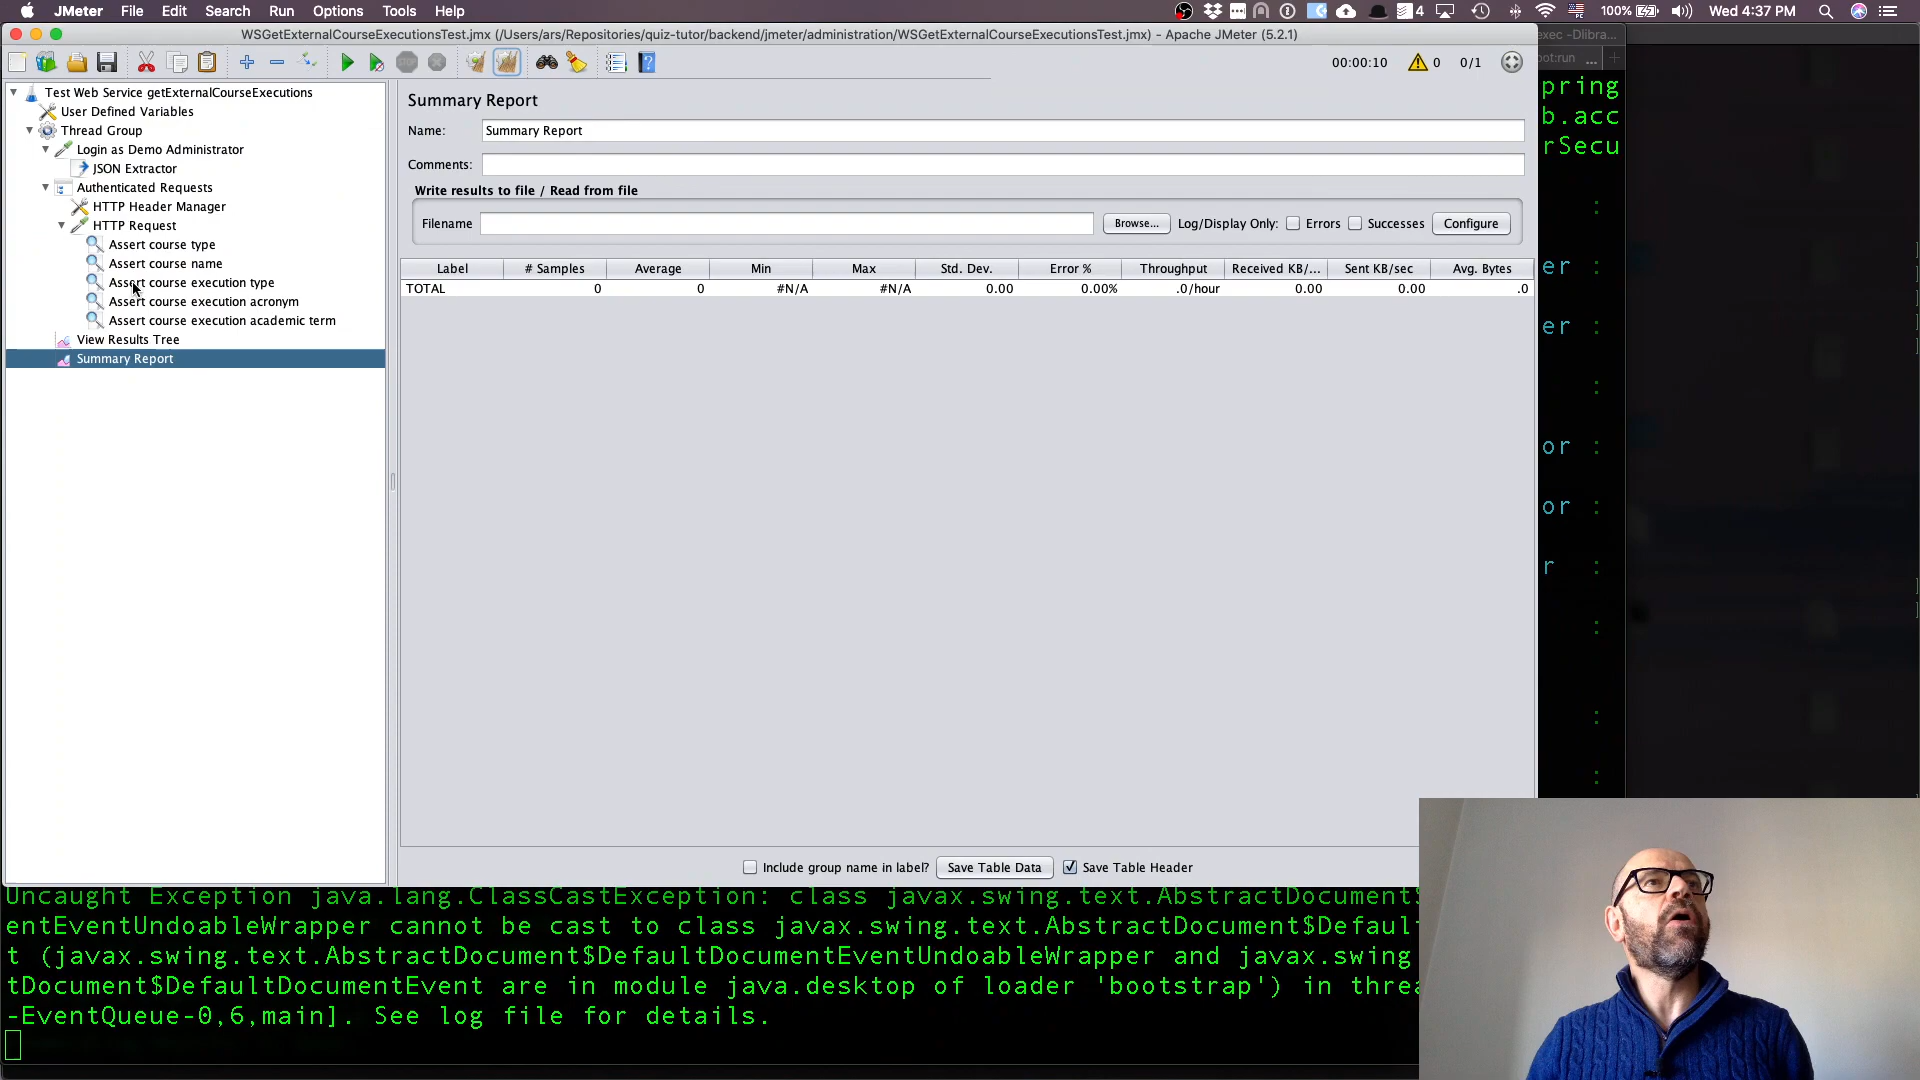 JMeter File Edit Search Run Options Tools Help 4 100% Wed 4:37 PM
WSGetExternalCourseExecutionsTest.jmx (/Users/ars/Repositories/quiz-tutor/backend/jmeter/administration/WSGetExternalCourseExecutionsTest.jmx) - Apache JMeter (5.2.1)
exec -Dlibra...
ot:run ...
00:00:10 0 0/1
Test Web Service getExternalCourseExecutions
User Defined Variables
Thread Group
Login as Demo Administrator
JSON Extractor
Authenticated Requests
HTTP Header Manager
HTTP Request
Assert course type
Assert course name
Assert course execution type
Assert course execution acronym
Assert course execution academic term
View Results Tree
Summary Report
Summary Report
Name: Summary Report
Comments:
Write results to file / Read from file
Filename Browse... Log/Display Only: Errors Successes Configure
Label # Samples Average Min Max Std. Dev. Error % Throughput Received KB/... Sent KB/sec Avg. Bytes
TOTAL 0 0 #N/A #N/A 0.00 0.00% .0/hour 0.00 0.00 .0
Include group name in label? Save Table Data Save Table Header
pring
b.acc
rSecu
:
er :
er :
:
or :
or :
r :
:
:
:
Uncaught Exception java.lang.ClassCastException: class javax.swing.text.AbstractDocument$
entEventUndoableWrapper cannot be cast to class javax.swing.text.AbstractDocument$Defaul
t (javax.swing.text.AbstractDocument$DefaultDocumentEventUndoableWrapper and javax.swing
tDocument$DefaultDocumentEvent are in module java.desktop of loader 'bootstrap') in threa
-EventQueue-0,6,main]. See log file for details.